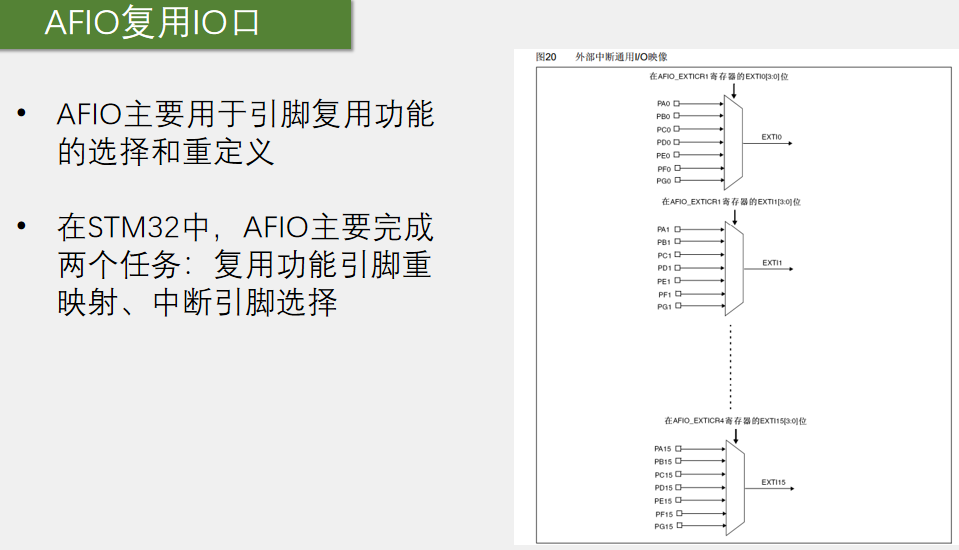 AFIO复用IO口
• AFIO主要用于引脚复用功能
的选择和重定义
• 在STM32中，AFIO主要完成
两个任务：复用功能引脚重
映射、中断引脚选择
图20 外部中断通用I/O映像
在AFIO_EXTICR1寄存器的EXTI0[3:0]位
PA0
PB0
PC0
PD0
PE0
PF0
PG0
EXTI0
在AFIO_EXTICR1寄存器的EXTI1[3:0]位
PA1
PB1
PC1
PD1
PE1
PF1
PG1
EXTI1
在AFIO_EXTICR4寄存器的EXTI15[3:0]位
PA15
PB15
PC15
PD15
PE15
PF15
PG15
EXTI15